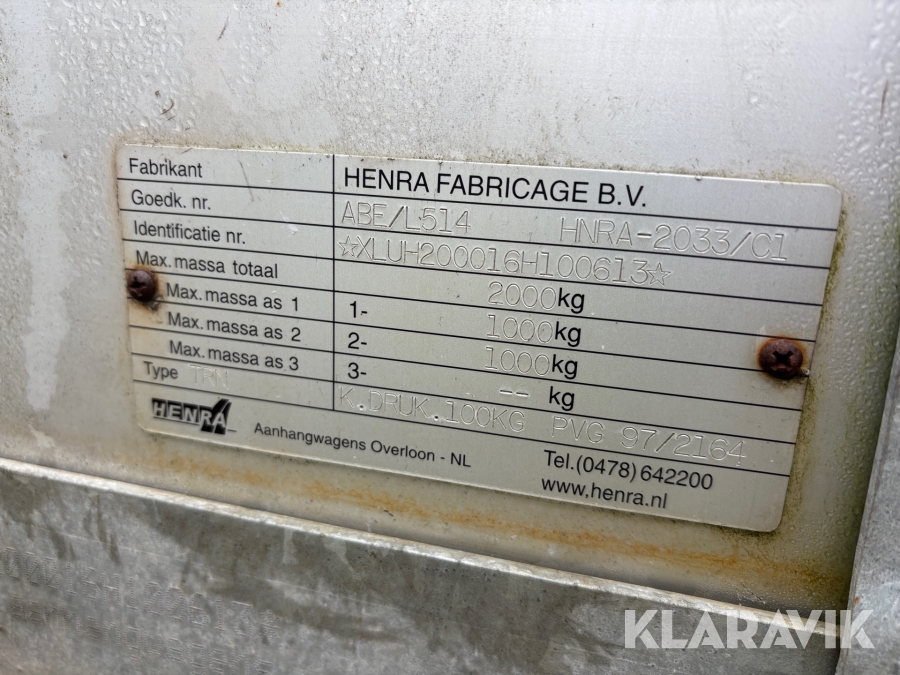 Fabrikant HENRA FABRICAGE B.V.
Goedk. nr. ABE/L514 HNRA-2033/C1
Identificatie nr. ☆XLUH200016H100613☆
Max. massa totaal 2000kg
Max. massa as 1 1- 1000kg
Max. massa as 2 2- 1000kg
Max. massa as 3 3- -- kg
Type K.DRUK.100KG PVG 97/2164
HENRA Aanhangwagens Overloon - NL Tel.(0478) 642200
www.henra.nl
KLARAVIK